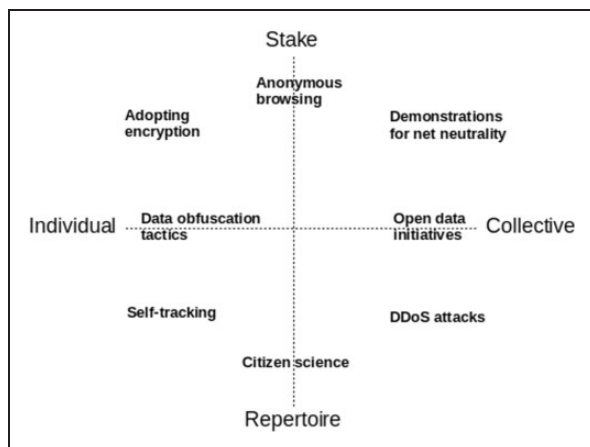 Stake
Anonymous
browsing
Adopting
encryption
Demonstrations
for net neutrality
Individual
Data obfuscation
tactics
Open data
initiatives
Collective
Self-tracking
DDoS attacks
Citizen science
Repertoire